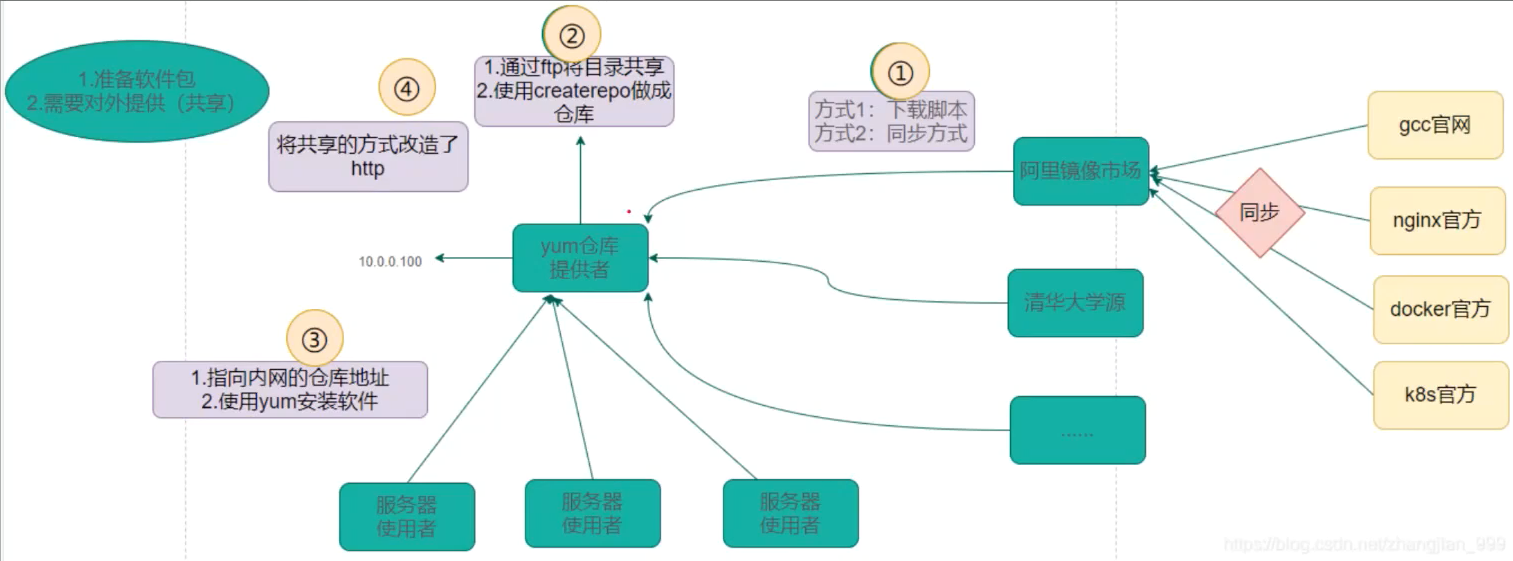 1.准备软件包
2.需要对外提供（共享）
④
将共享的方式改造了
http
②
1.通过ftp将目录共享
2.使用createrepo做成
仓库
①
方式1：下载脚本
方式2：同步方式
阿里镜像市场
gcc官网
同步
nginx官方
yum仓库
提供者
10.0.0.100
清华大学源
docker官方
③
1.指向内网的仓库地址
2.使用yum安装软件
k8s官方
......
服务器
使用者
服务器
使用者
服务器
使用者
https://blog.csdn.net/zhangjian_999